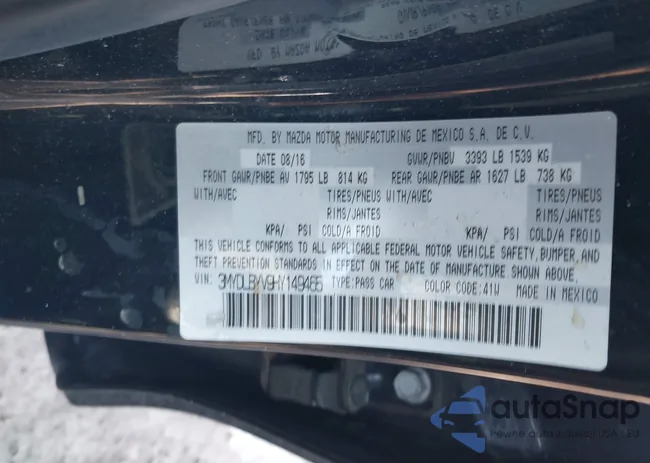 MFD. BY MAZDA MOTOR MANUFACTURING DE MEXICO S.A. DE C.V.
DATE 08/16 GVWR/PNBV 3393 LB 1539 KG
FRONT GAWR/PNBE AV 1795 LB 814 KG REAR GAWR/PNBE AR 1627 LB 738 KG
WITH/AVEC TIRES/PNEUS WITH/AVEC TIRES/PNEUS
RIMS/JANTES RIMS/JANTES
KPA/ PSI COLD/A FROID KPA/ PSI COLD/A FROID
THIS VEHICLE CONFORMS TO ALL APPLICABLE FEDERAL MOTOR VEHICLE SAFETY, BUMPER, AND
THEFT PREVENTION STANDARDS IN EFFECT ON THE DATE OF MANUFACTURE SHOWN ABOVE.
VIN: 3MYDLBYV9HY149466 TYPE:PASS CAR COLOR CODE:41W MADE IN MEXICO
autoSnap